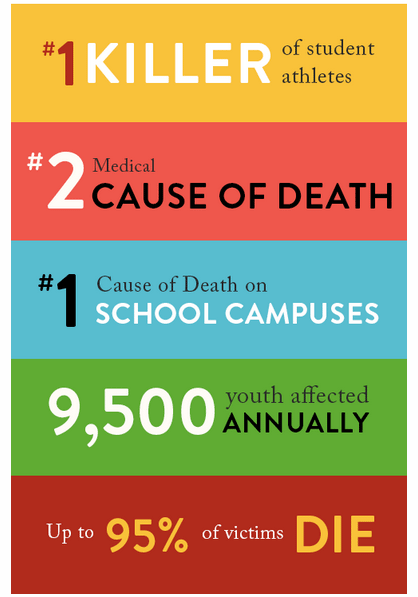 #1 KILLER of student
athletes
#2 Medical
CAUSE OF DEATH
#1 Cause of Death on
SCHOOL CAMPUSES
9,500 youth affected
ANNUALLY
Up to 95% of victims DIE